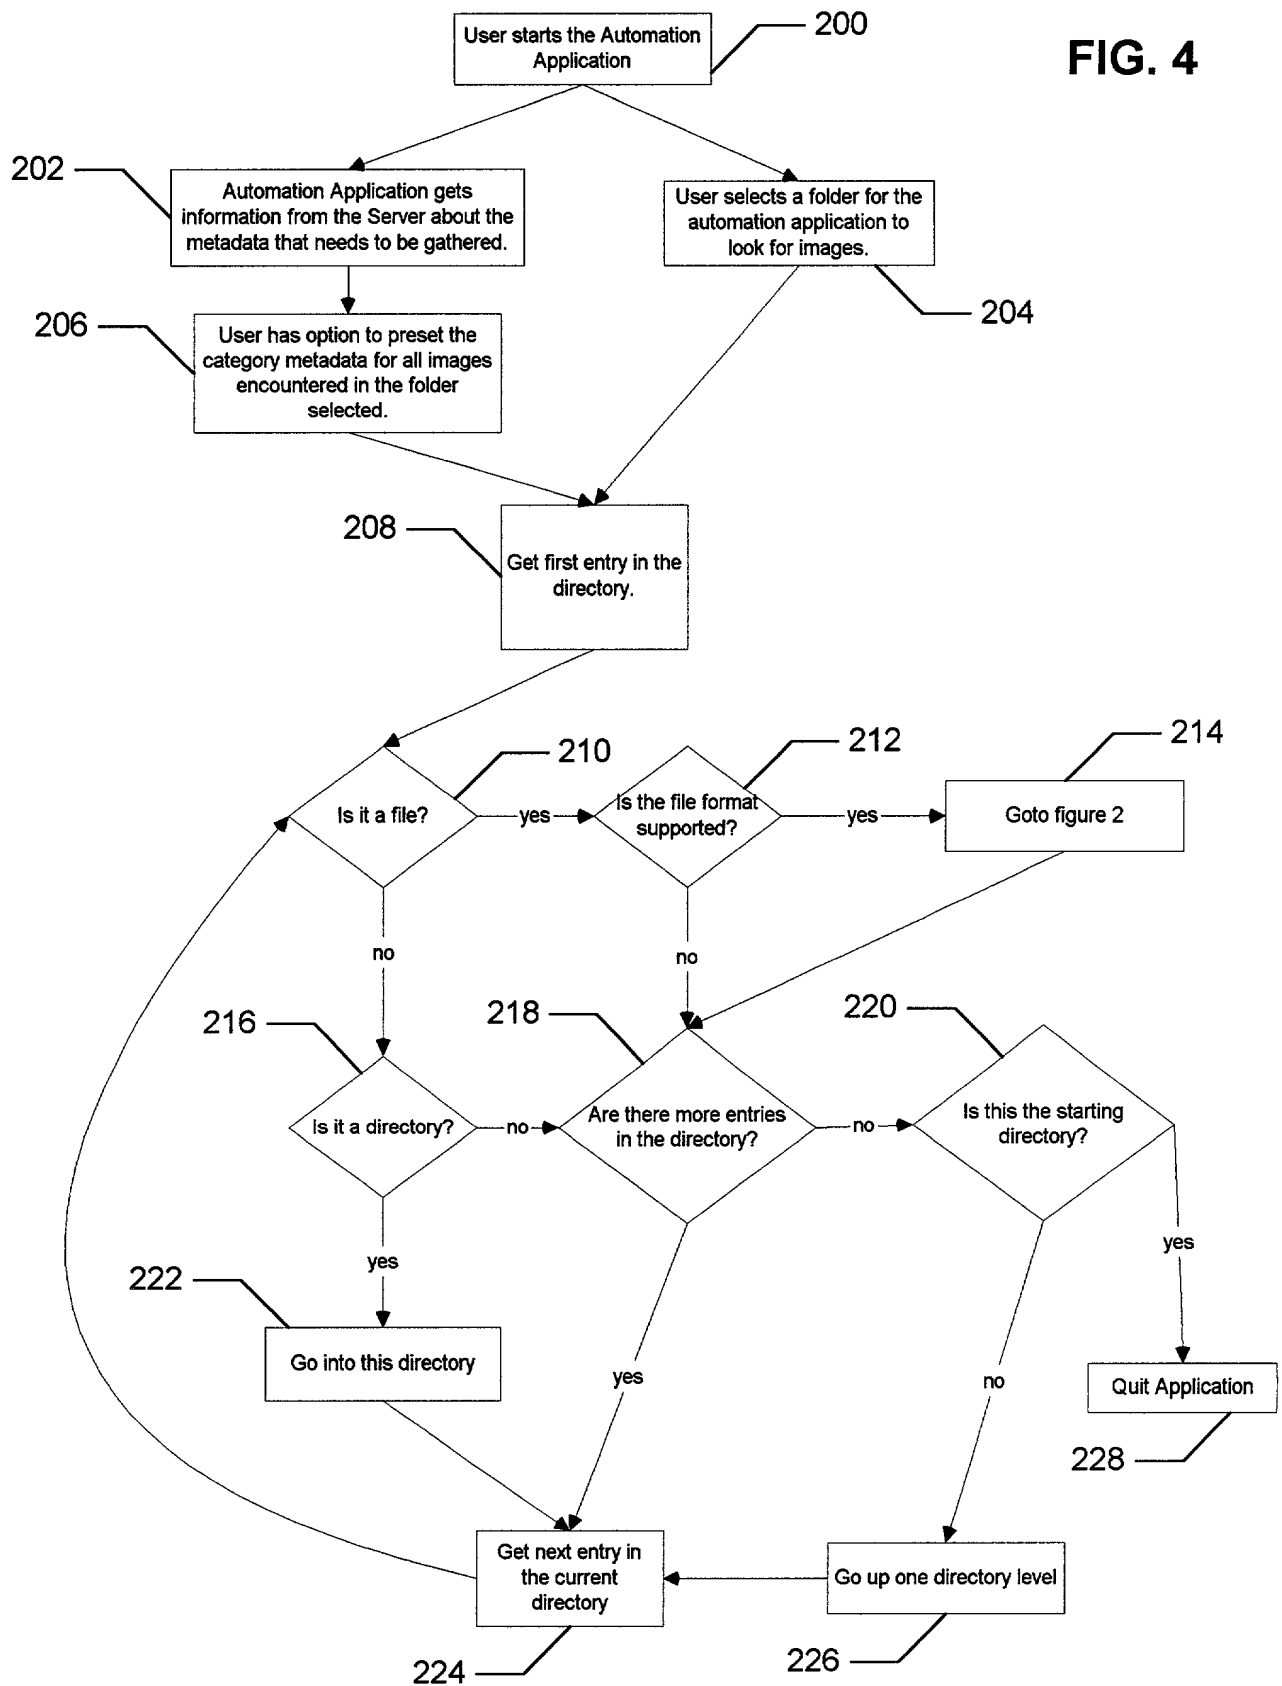 User starts the Automation
Application
200
FIG. 4
202
Automation Application gets
information from the Server about the
metadata that needs to be gathered.
User selects a folder for the
automation application to
look for images.
204
206
User has option to preset the
category metadata for all images
encountered in the folder
selected.
208
Get first entry in the
directory.
210
Is it a file?
yes
212
Is the file format
supported?
yes
214
Goto figure 2
no
no
216
Is it a directory?
no
218
Are there more entries
in the directory?
no
220
Is this the starting
directory?
yes
yes
222
Go into this directory
yes
no
Quit Application
228
Get next entry in
the current
directory
224
Go up one directory level
226